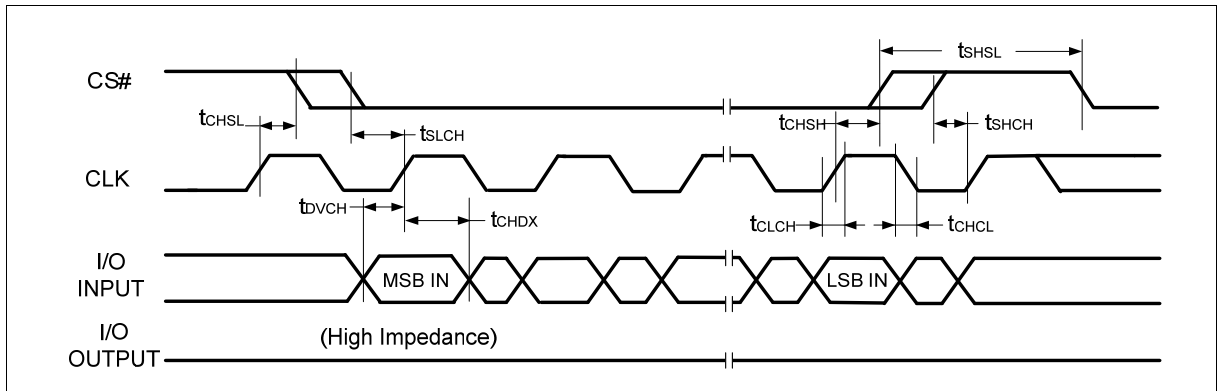 CS#
tSHSL
tCHSL
tSLCH
tCHSH
tSHCH
CLK
tDVCH
tCHDX
tCLCH
tCHCL
I/O
INPUT
MSB IN
LSB IN
I/O
OUTPUT
(High Impedance)